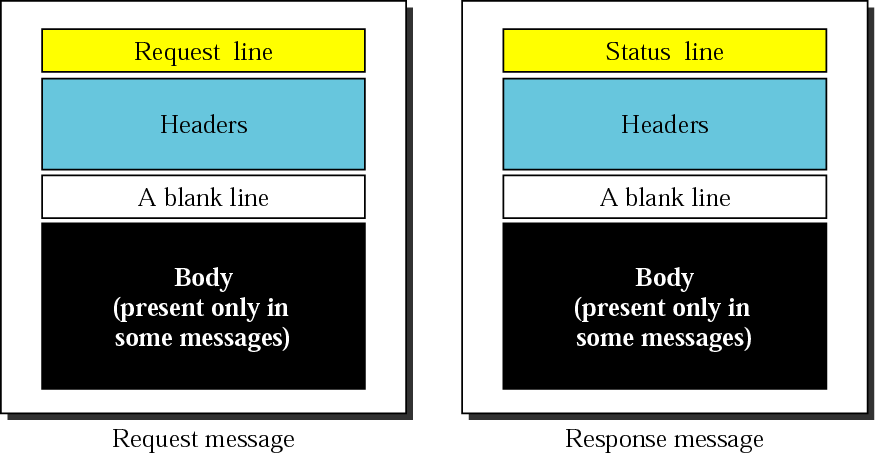 Request line
Headers
A blank line
Body
(present only in
some messages)
Request message
Status line
Headers
A blank line
Body
(present only in
some messages)
Response message